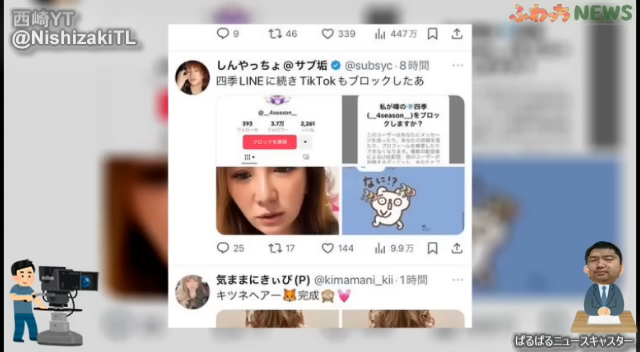 西崎YT
@NishizakiTL
ふわっちNEWS
9 46 339 447万
しんやっちょ@サブ垢 @subsyc・8時間
四季LINEに続きTikTokもブロックしたあ
@__4season__
393 3.7万 2,261
ブロックを解除
私が噂の💎四季
(__4season__)をブロッ
クしますか？
なに!?
25 17 144 9.9万
気ままにきぃぴ(P) @kimamani_kii・1時間
キツネヘアー🦊完成🙈💓
ぱるぱるニュースキャスター